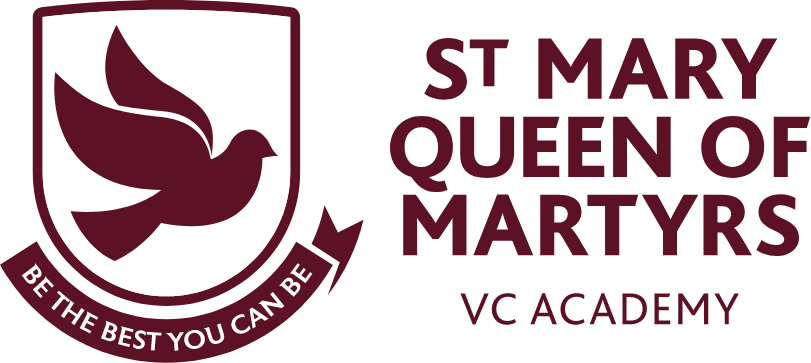 BE THE BEST YOU CAN BE
ST MARY
QUEEN OF
MARTYRS
VC ACADEMY